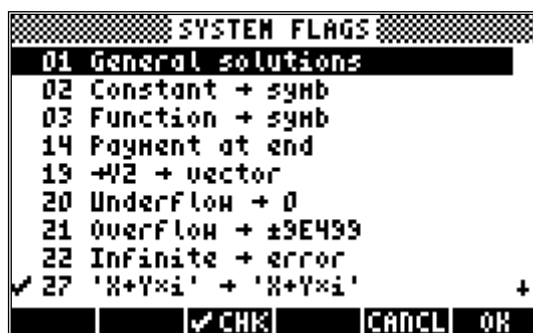 SYSTEM FLAGS
01 General solutions
02 Constant → symb
03 Function → symb
14 Payment at end
19 →V2 → vector
20 Underflow → 0
21 Overflow → ±9E499
22 Infinite → error
✓ 27 'X+Y×i' → 'X+Y×i' ↓
✓CHK CANCL OK